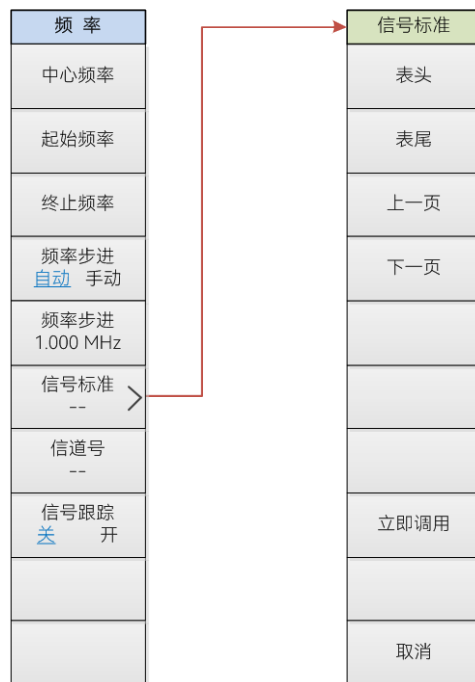 频 率
中心频率
起始频率
终止频率
频率步进
自动 手动
频率步进
1.000 MHz
信号标准
--
信道号
--
信号跟踪
关 开
信号标准
表头
表尾
上一页
下一页
立即调用
取消